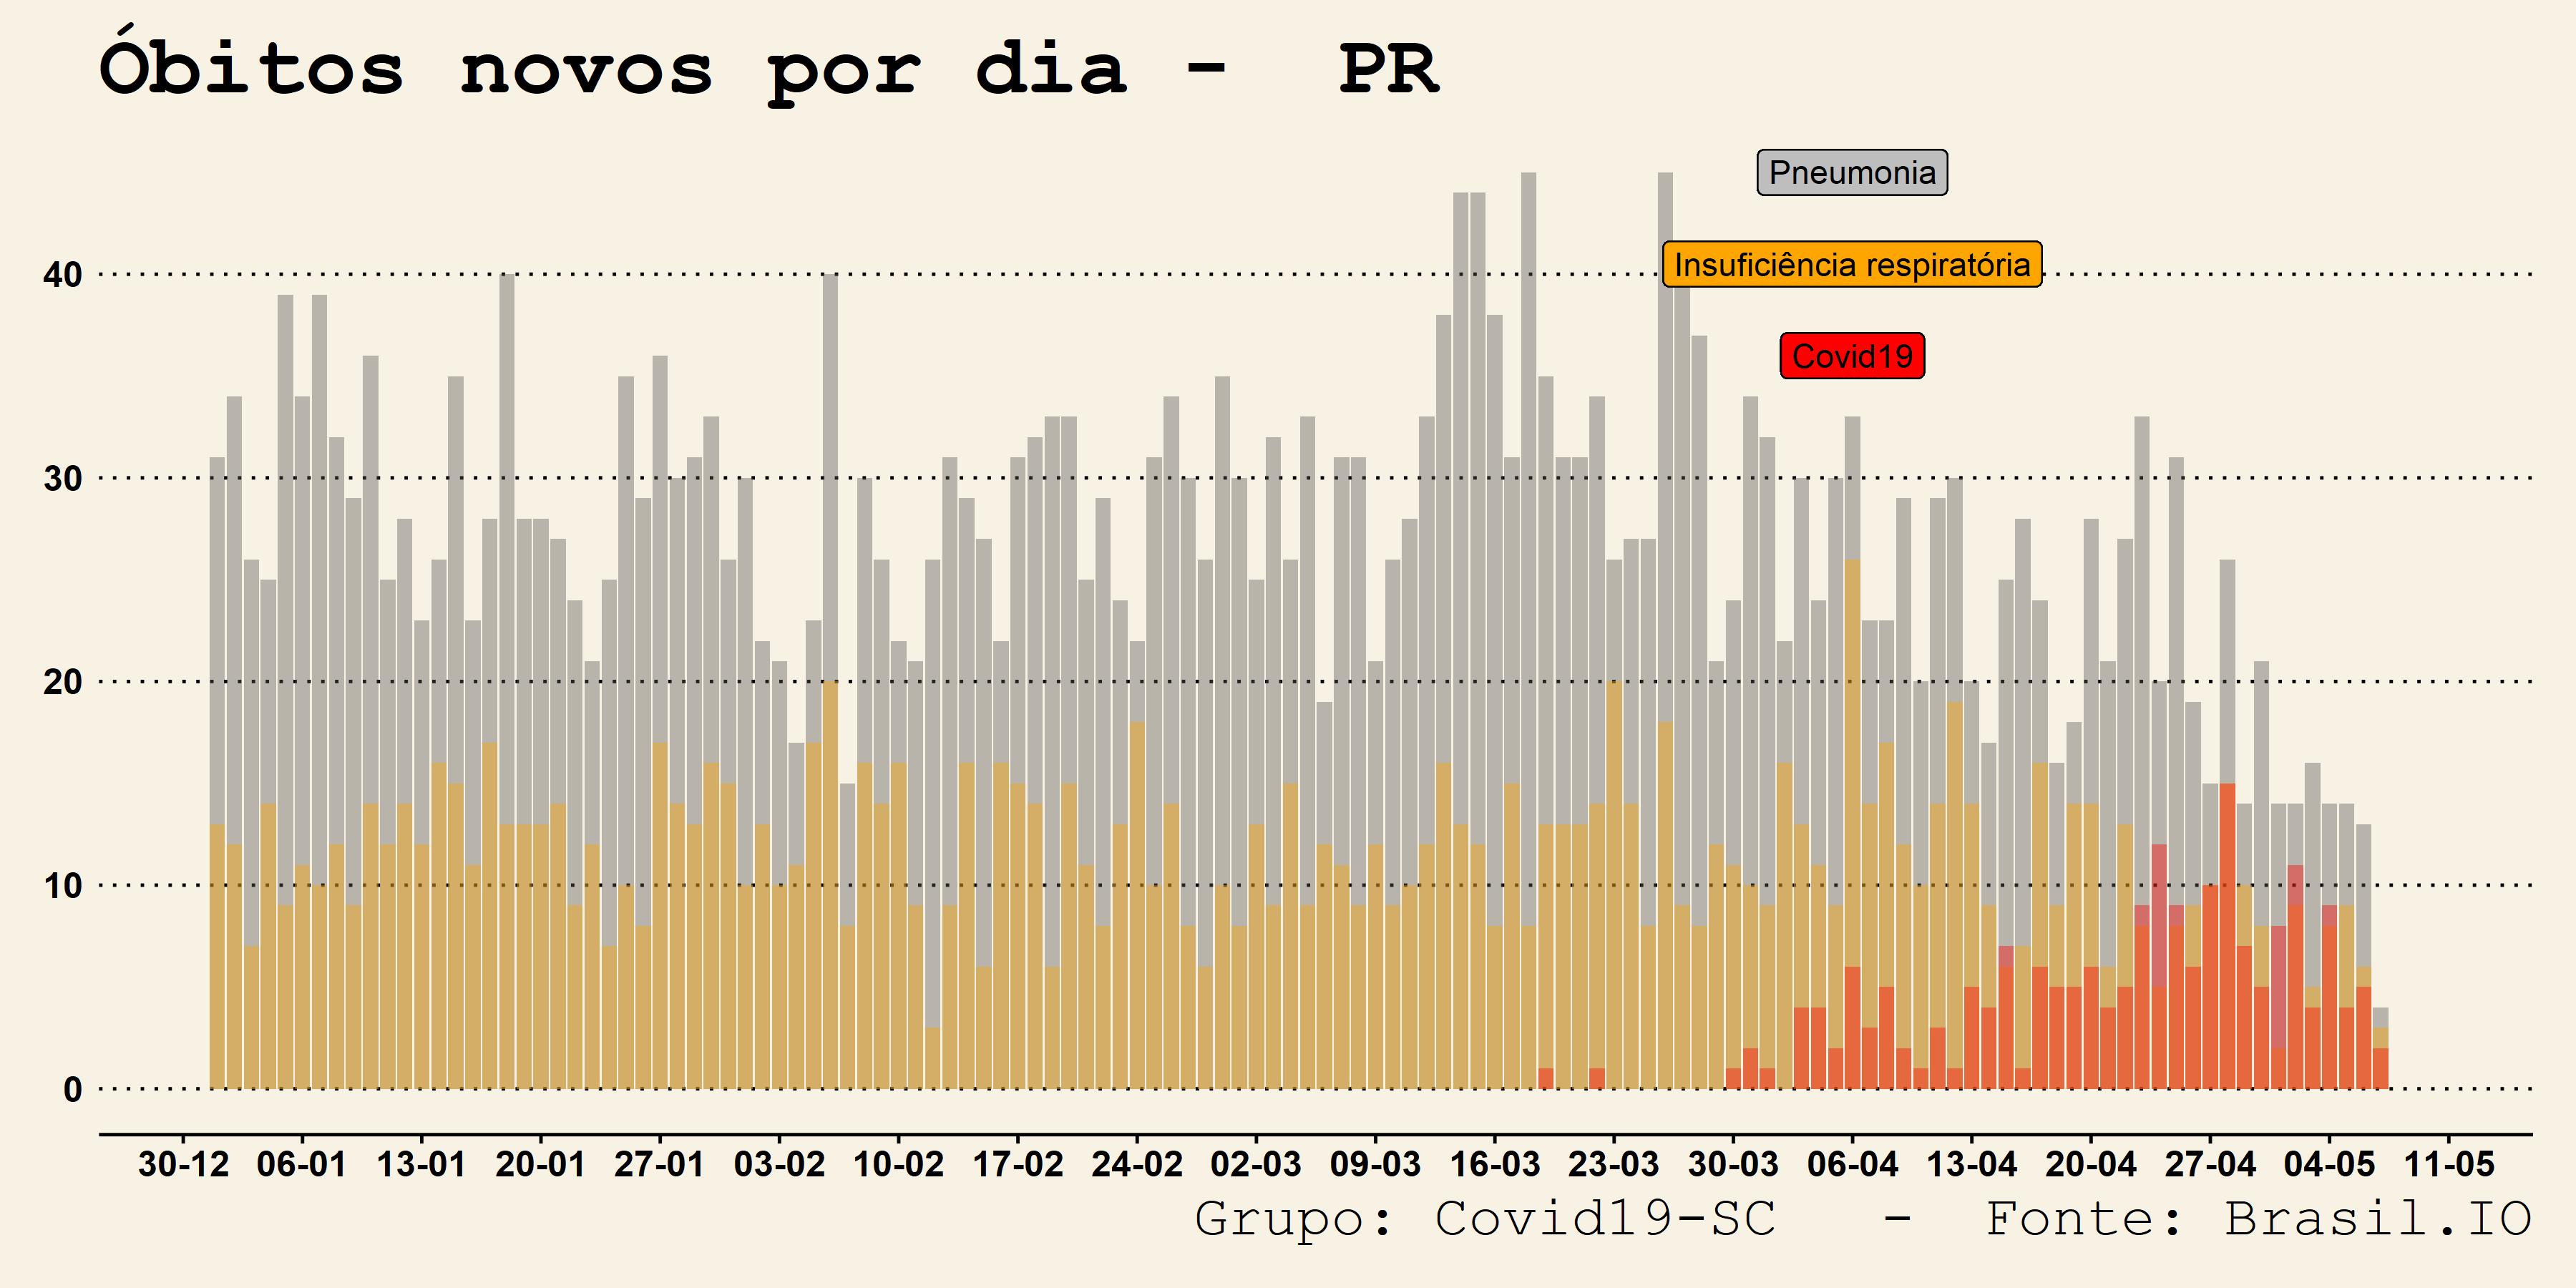 Óbitos novos por dia -  PR
Pneumonia
40
Insuficiência respiratória
Covid19
30
20
10
0
30-12 06-01 13-01 20-01 27-01 03-02 10-02 17-02 24-02 02-03 09-03 16-03 23-03 30-03 06-04 13-04 20-04 27-04 04-05 11-05
Grupo: Covid19-SC  -  Fonte: Brasil.IO